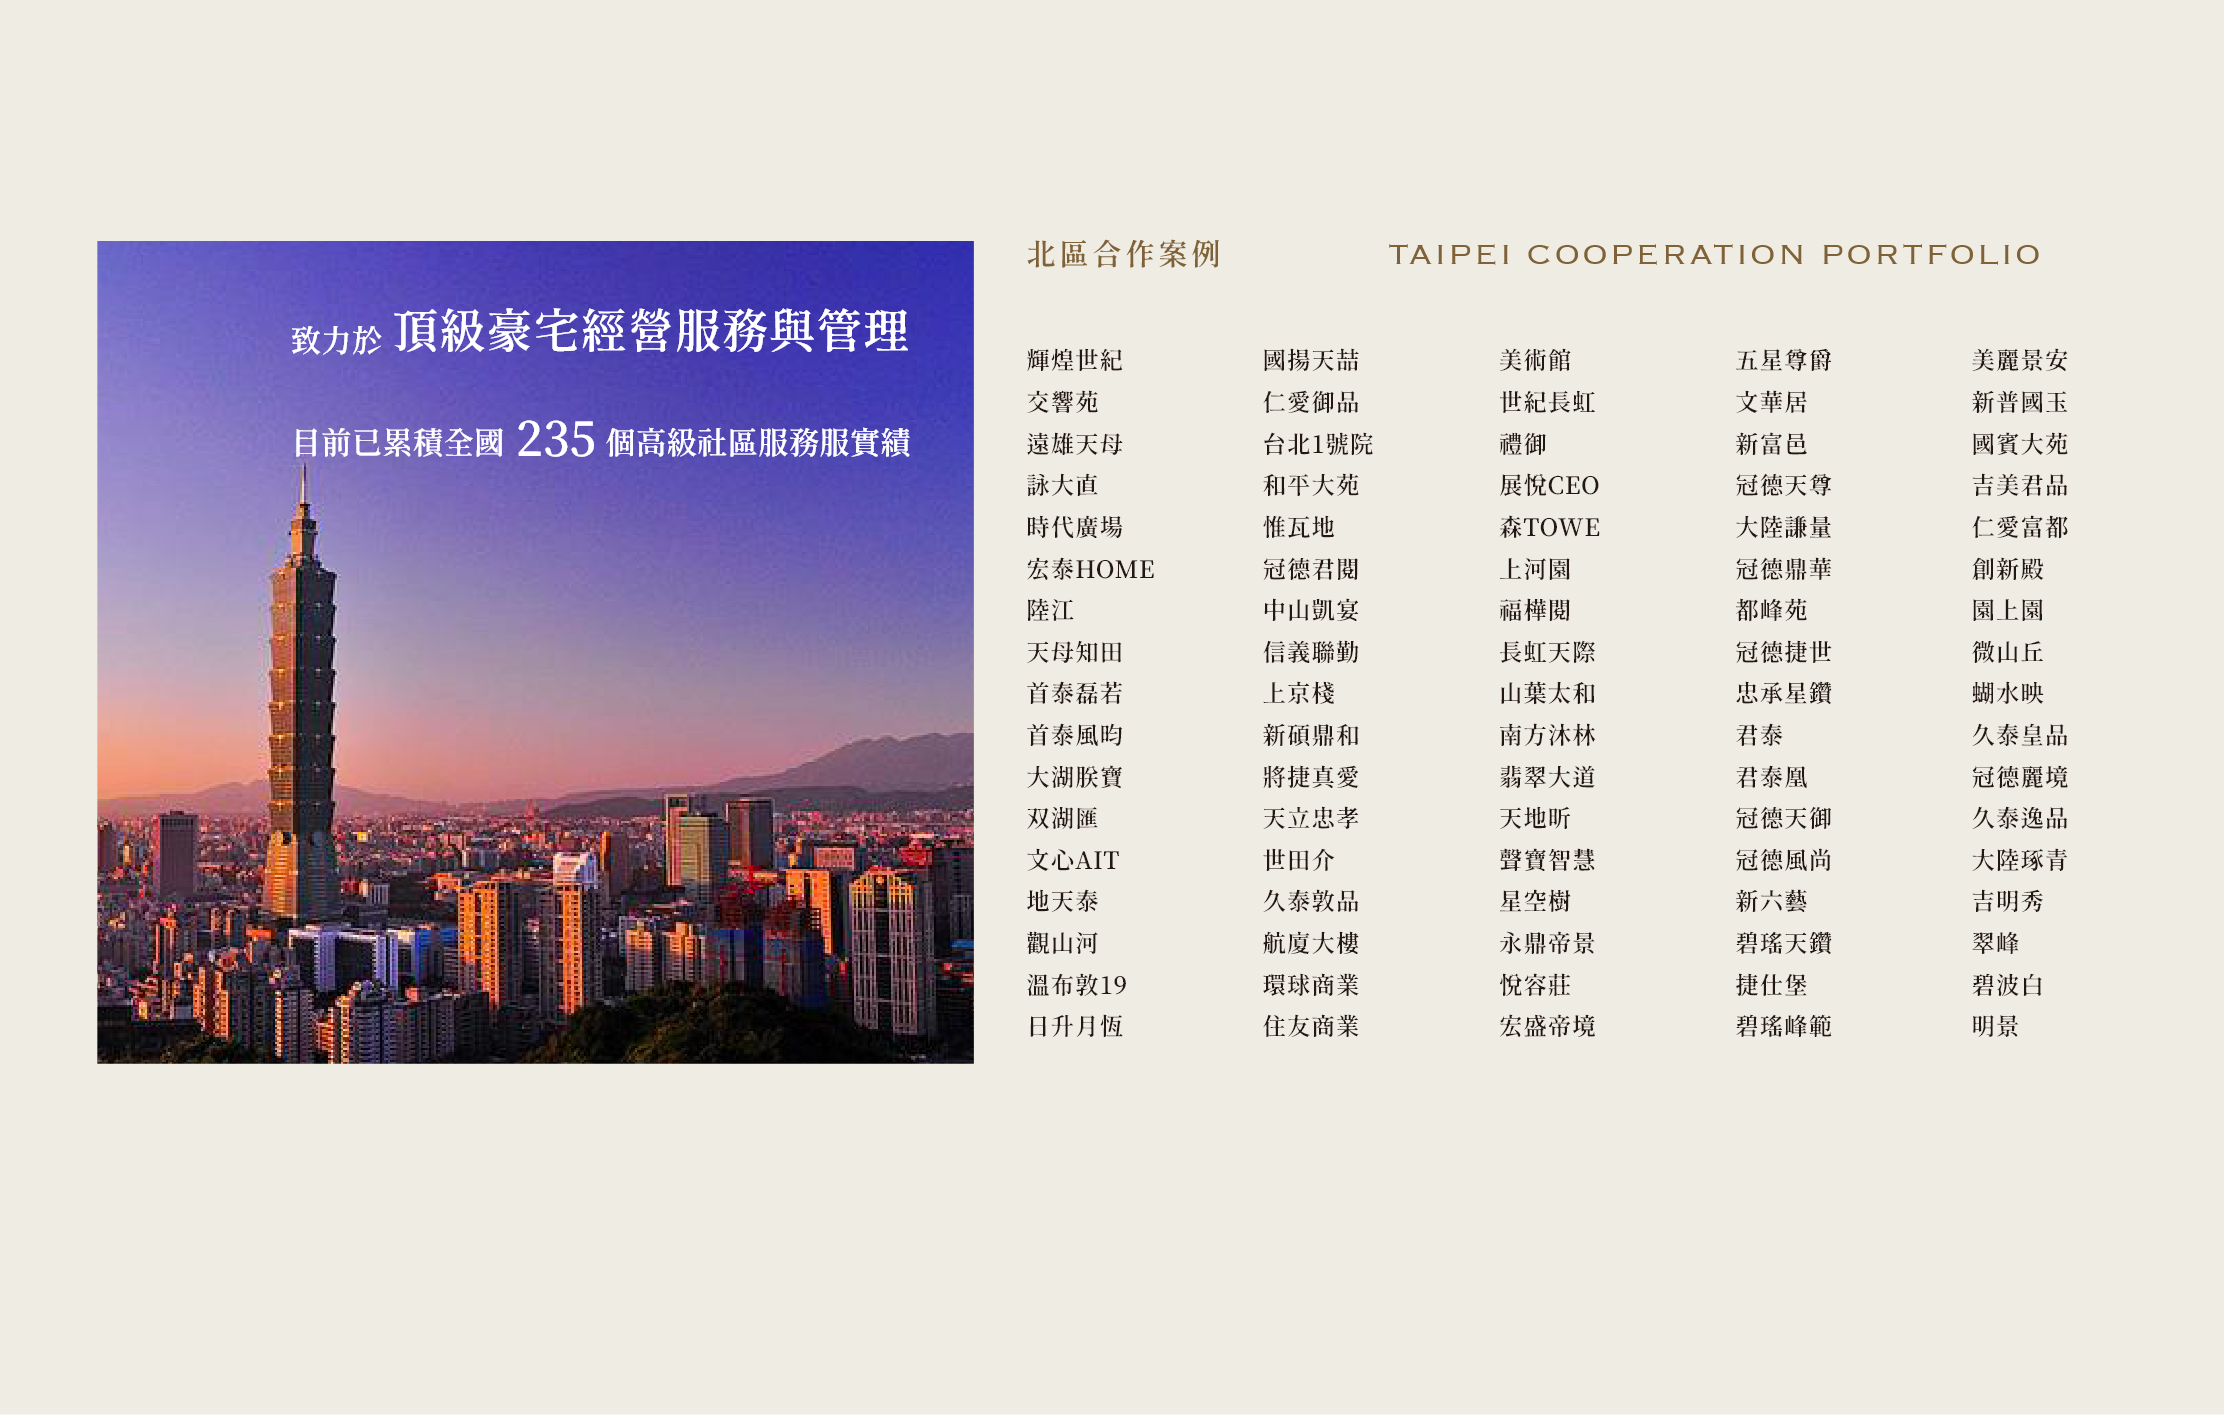 致力於 頂級豪宅經營服務與管理
目前已累積全國 235 個高級社區服務服實績
北區合作案例 TAIPEI COOPERATION PORTFOLIO
輝煌世紀 國揚天喆 美術館 五星尊爵 美麗景安
交響苑 仁愛御品 世紀長虹 文華居 新普國玉
遠雄天母 台北1號院 禮御 新富邑 國賓大苑
詠大直 和平大苑 展悅CEO 冠德天尊 吉美君品
時代廣場 惟瓦地 森TOWE 大陸謙量 仁愛富都
宏泰HOME 冠德君閱 上河園 冠德鼎華 創新殿
陸江 中山凱宴 福樺閱 都峰苑 園上園
天母知田 信義聯勤 長虹天際 冠德捷世 微山丘
首泰磊若 上京棧 山葉太和 忠承星鑽 蝴水映
首泰風昀 新碩鼎和 南方沐林 君泰 久泰皇品
大湖朕寶 將捷真愛 翡翠大道 君泰凰 冠德麗境
双湖匯 天立忠孝 天地昕 冠德天御 久泰逸品
文心AIT 世田介 聲寶智慧 冠德風尚 大陸琢青
地天泰 久泰敦品 星空樹 新六藝 吉明秀
觀山河 航廈大樓 永鼎帝景 碧瑤天鑽 翠峰
溫布敦19 環球商業 悅容莊 捷仕堡 碧波白
日升月恆 住友商業 宏盛帝境 碧瑤峰範 明景